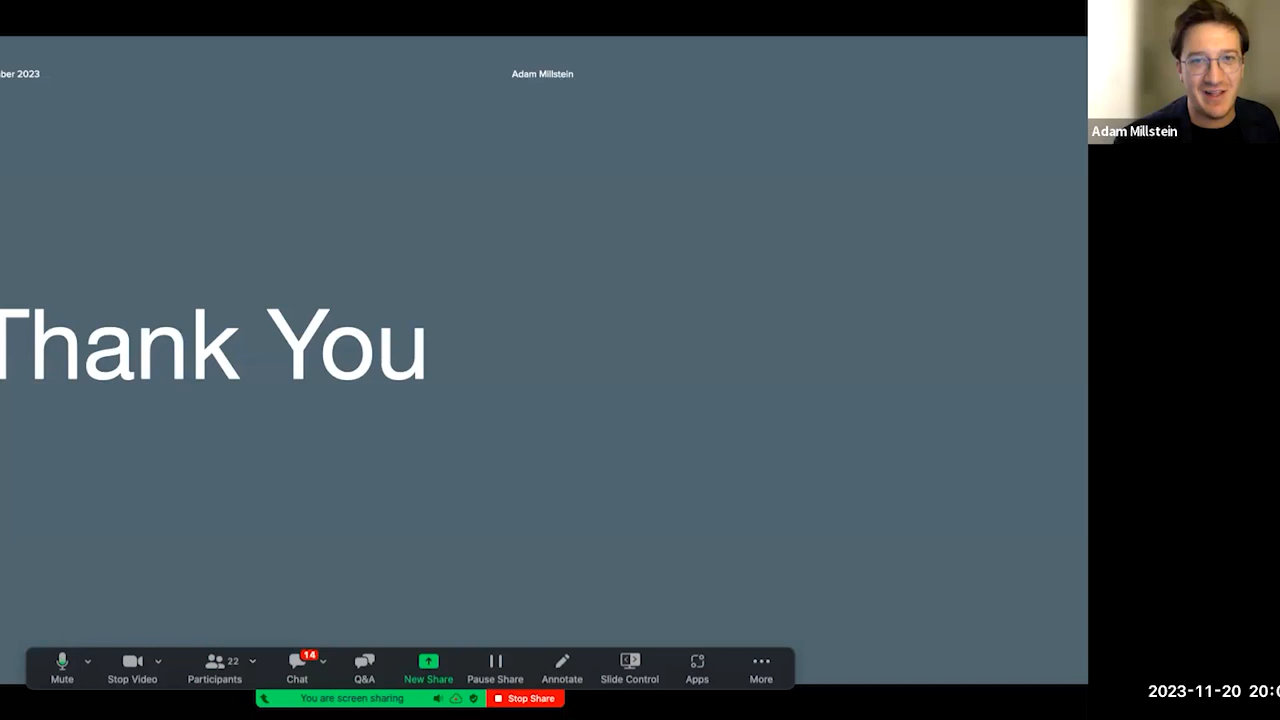 ber 2023
Adam Millstein
Adam Millstein
Thank You
22
14
Mute
Stop Video
Participants
Chat
Q&A
New Share
Pause Share
Annotate
Slide Control
Apps
More
You are screen sharing
Stop Share
2023-11-20 20:0